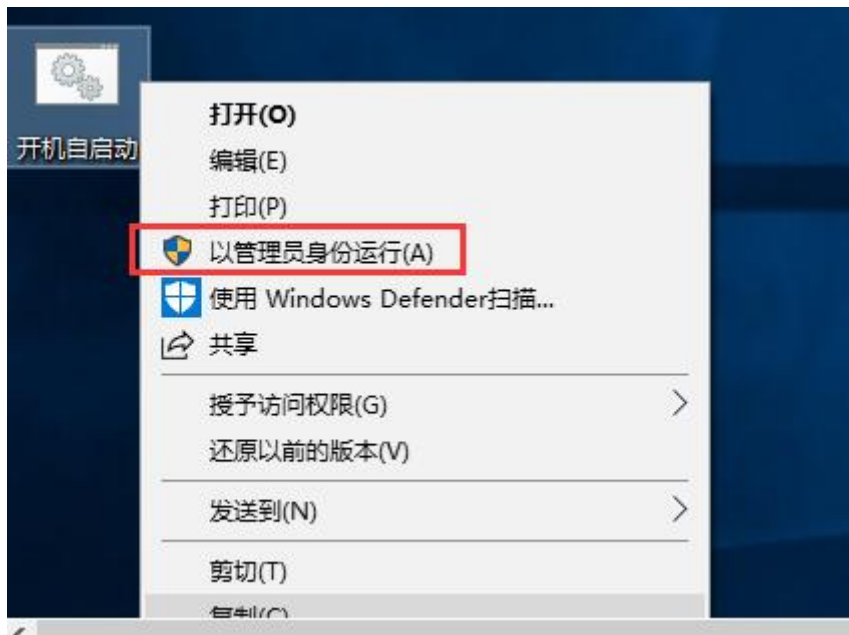 开机自启动
打开(O)
编辑(E)
打印(P)
以管理员身份运行(A)
使用 Windows Defender扫描...
共享
授予访问权限(G)
还原以前的版本(V)
发送到(N)
剪切(T)
复制(C)